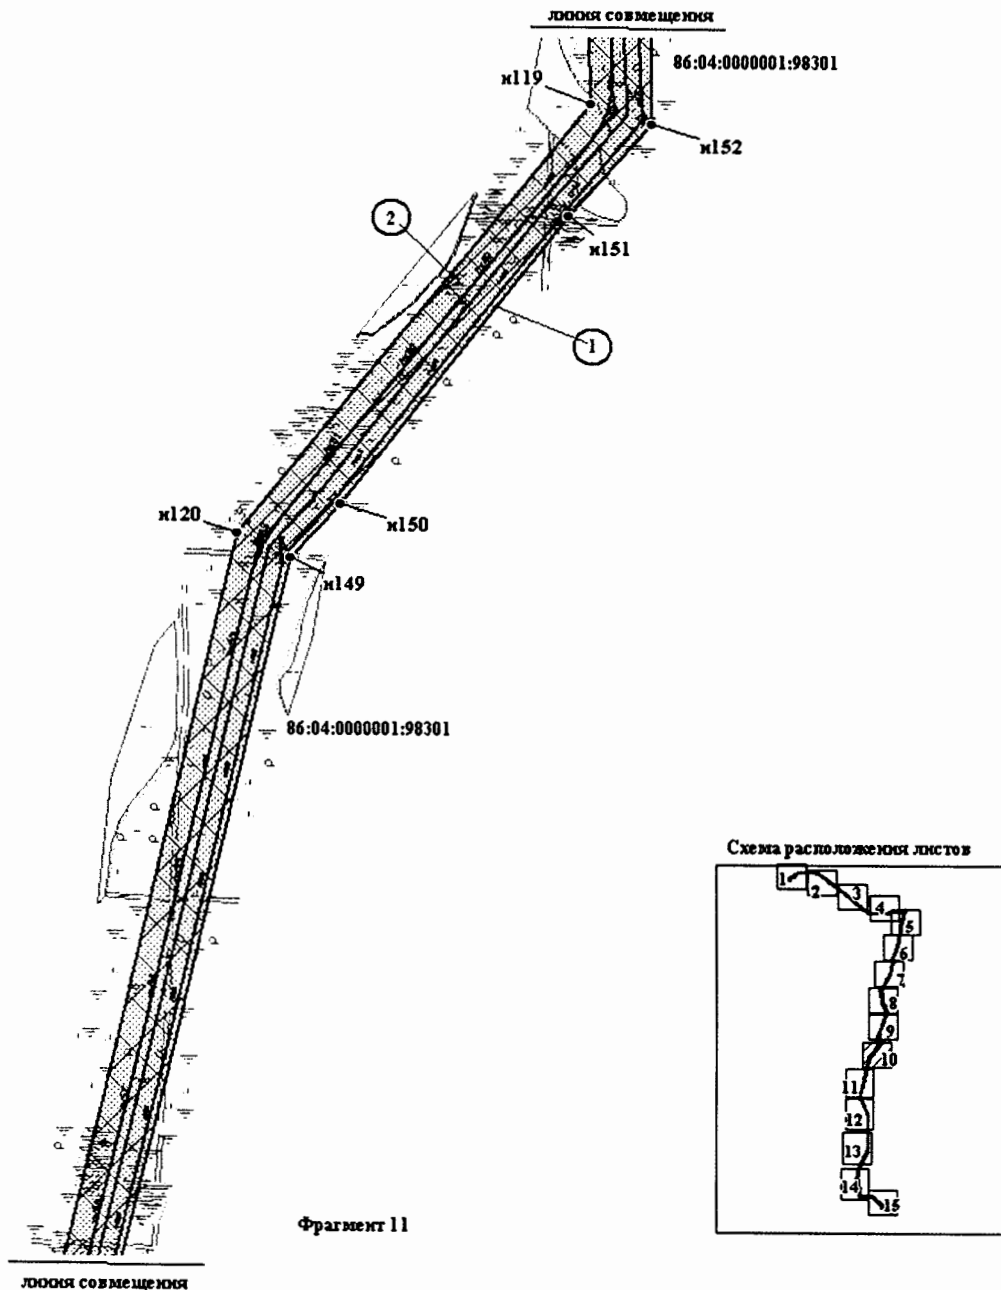 линия совмещения
86:04:0000001:98301
н119
н152
2
н151
1
н120
н150
н149
86:04:0000001:98301
Схема расположения листов
1
2
3
4
5
6
7
8
9
10
11
12
13
14
15
Фрагмент 11
линия совмещения